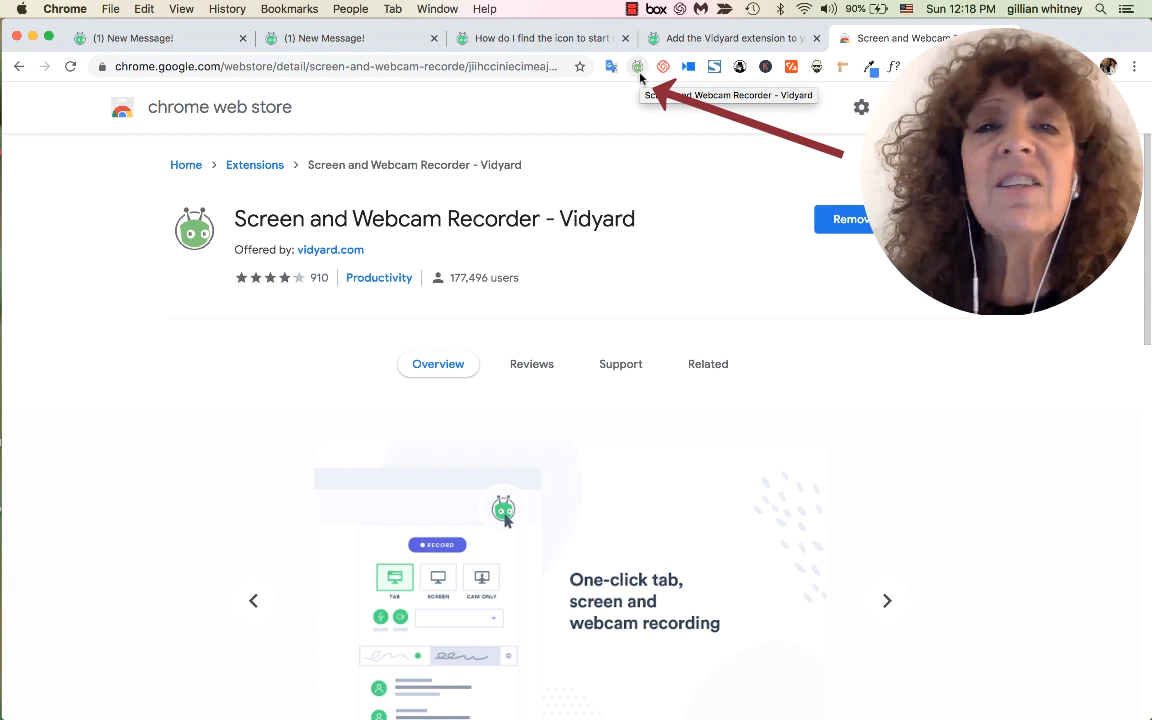 Chrome File Edit View History Bookmarks People Tab Window Help box 90% Sun 12:18 PM gillian whitney
(1) New Message! (1) New Message! How do I find the icon to start Add the Vidyard extension to y Screen and Webcam
chrome.google.com/webstore/detail/screen-and-webcam-recorde/jiihcciniecimeaj... K f?
and Webcam Recorder - Vidyard
chrome web store
Home > Extensions > Screen and Webcam Recorder - Vidyard
Screen and Webcam Recorder - Vidyard
Remov
Offered by: vidyard.com
910 Productivity 177,496 users
Overview Reviews Support Related
RECORD
TAB SCREEN CAM ONLY
One-click tab,
screen and
webcam recording